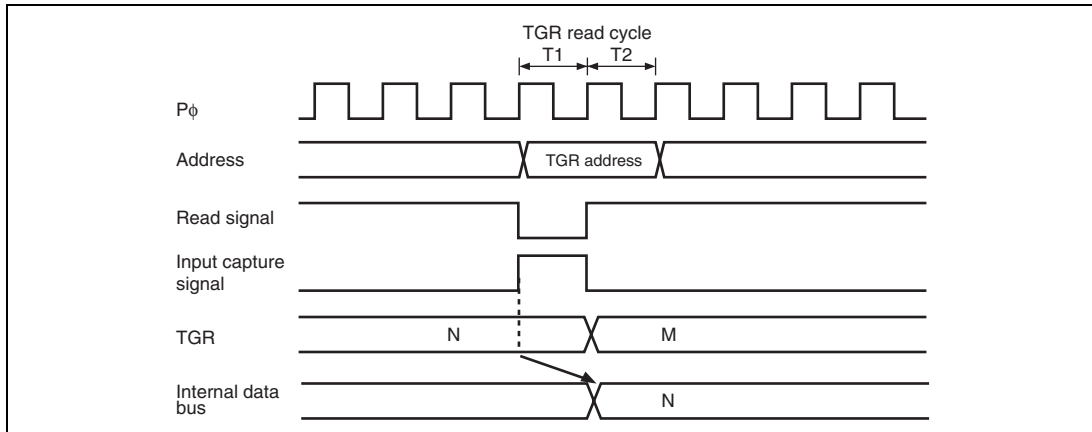 TGR read cycle
T1 T2
Pϕ
Address
TGR address
Read signal
Input capture
signal
TGR
N
M
Internal data
bus
N